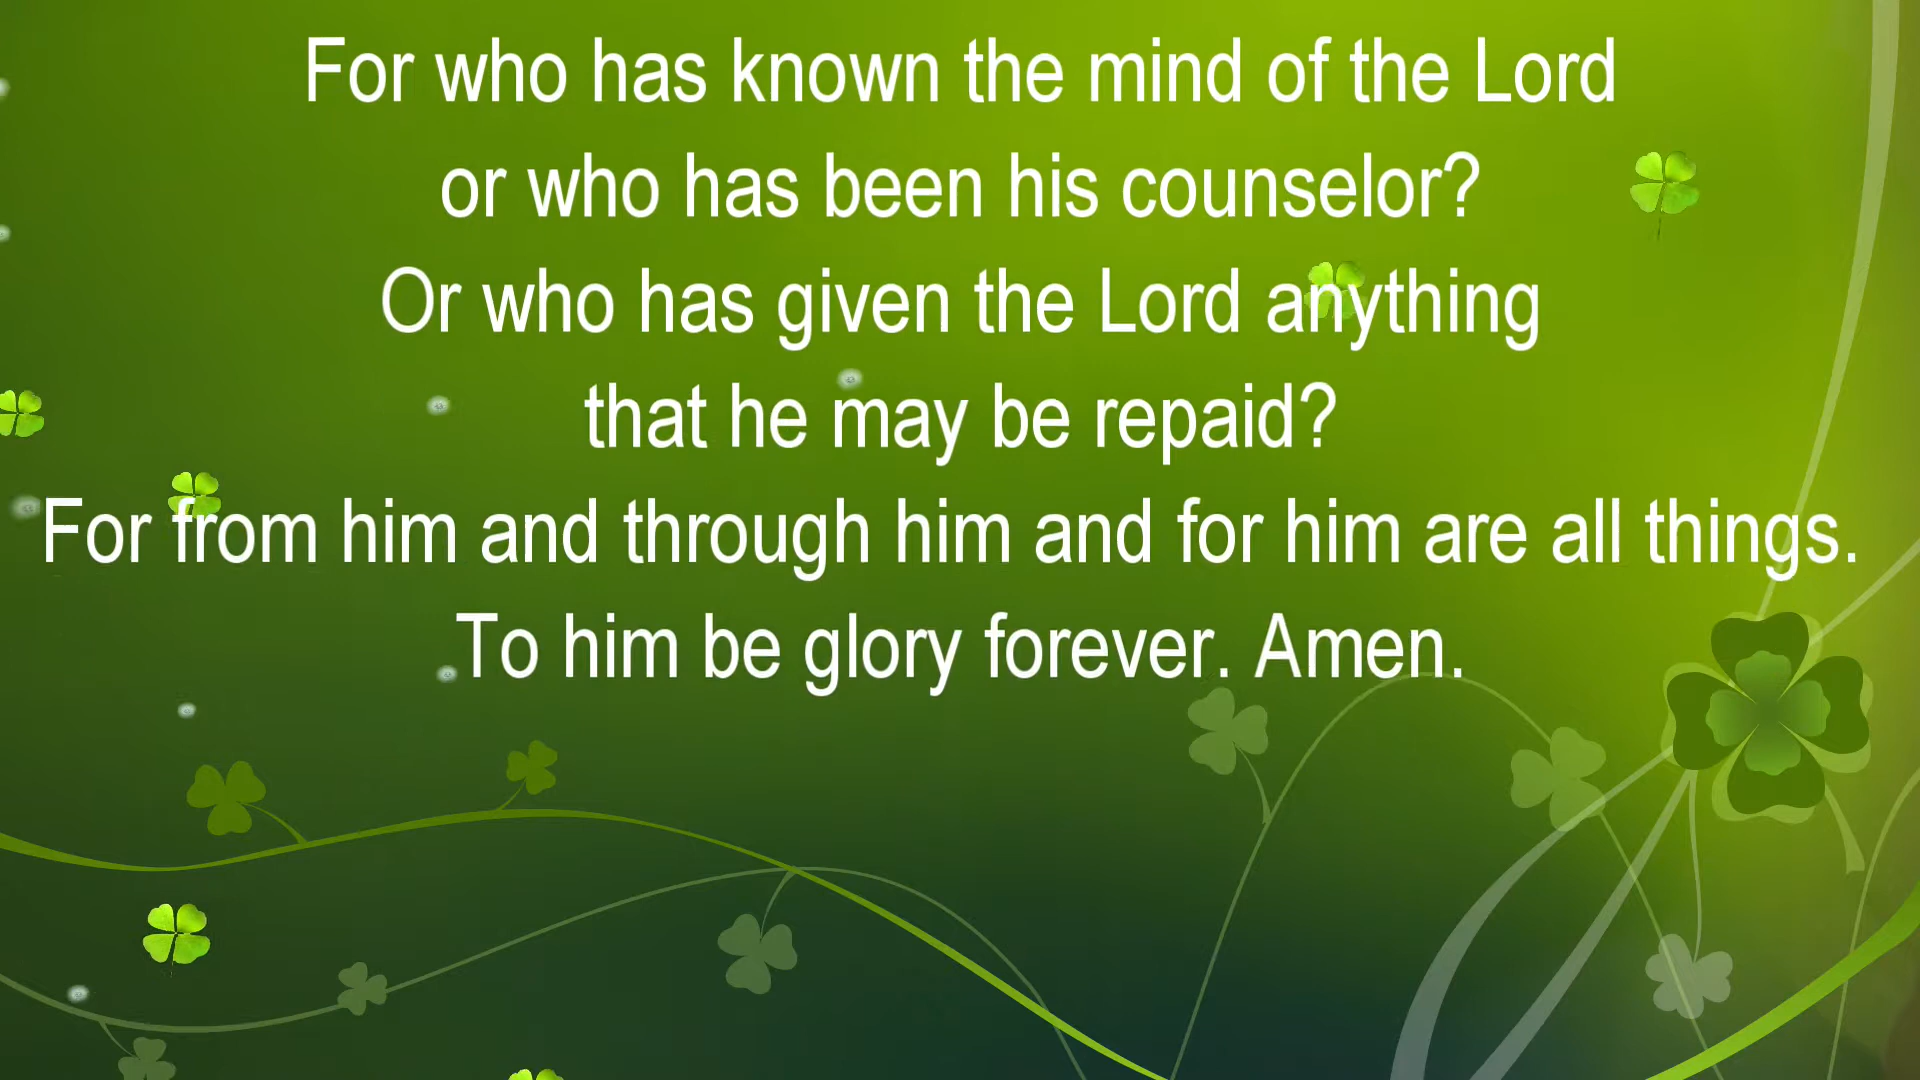 For who has known the mind of the Lord
or who has been his counselor?
Or who has given the Lord anything
that he may be repaid?
For from him and through him and for him are all things.
To him be glory forever. Amen.